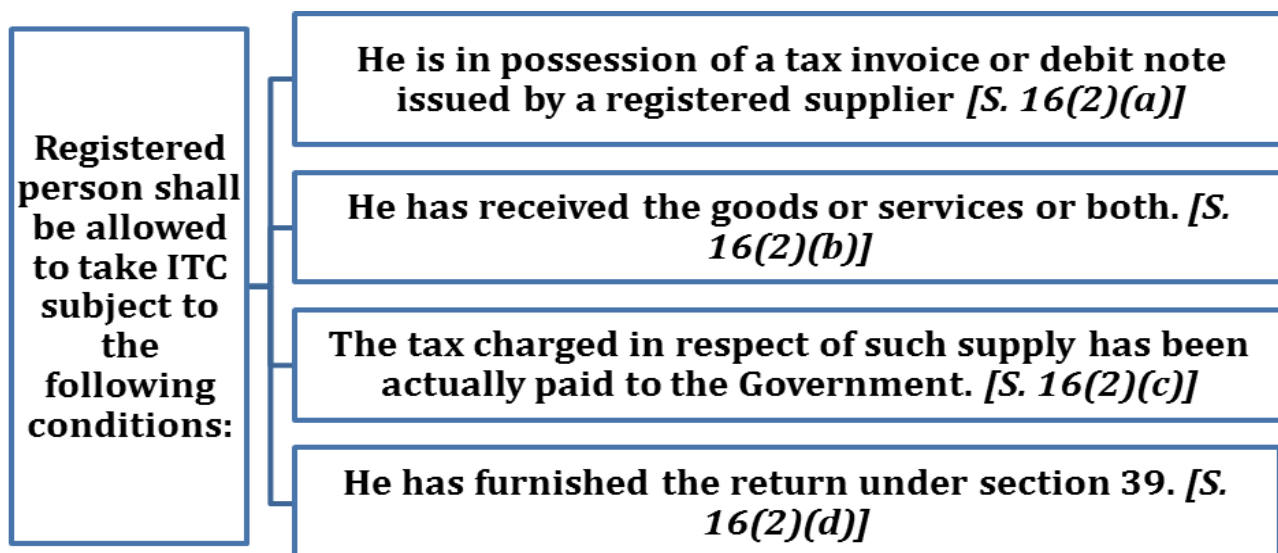 Registered
person shall
be allowed
to take ITC
subject to
the
following
conditions:
He is in possession of a tax invoice or debit note
issued by a registered supplier [S. 16(2)(a)]
He has received the goods or services or both. [S.
16(2)(b)]
The tax charged in respect of such supply has been
actually paid to the Government. [S. 16(2)(c)]
He has furnished the return under section 39. [S.
16(2)(d)]